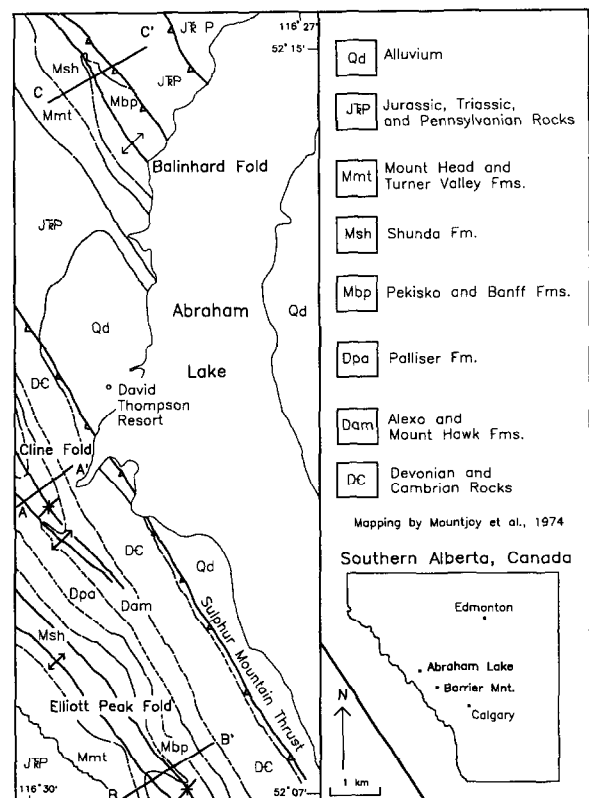 116° 27'
52° 15'
C'
JTRP
JTRP
Msh
Mbp
C
Mmt
Balinhard Fold
JTRP
Abraham
Lake
Qd
Qd
D€
David
Thompson
Resort
Cline Fold
A'
A
D€
Qd
Dpa
Dam
Sulphur Mountain Thrust
Msh
Elliott Peak Fold
Mbp
B'
JTRP
Mmt
D€
B
116° 30'
52° 07'
Qd Alluvium
JTRP Jurassic, Triassic,
and Pennsylvanian Rocks
Mmt Mount Head and
Turner Valley Fms.
Msh Shunda Fm.
Mbp Pekisko and Banff Fms.
Dpa Palliser Fm.
Dam Alexo and
Mount Hawk Fms.
D€ Devonian and
Cambrian Rocks
Mapping by Mountjoy et al., 1974
Southern Alberta, Canada
Edmonton
Abraham Lake
Barrier Mnt.
Calgary
N
1 km